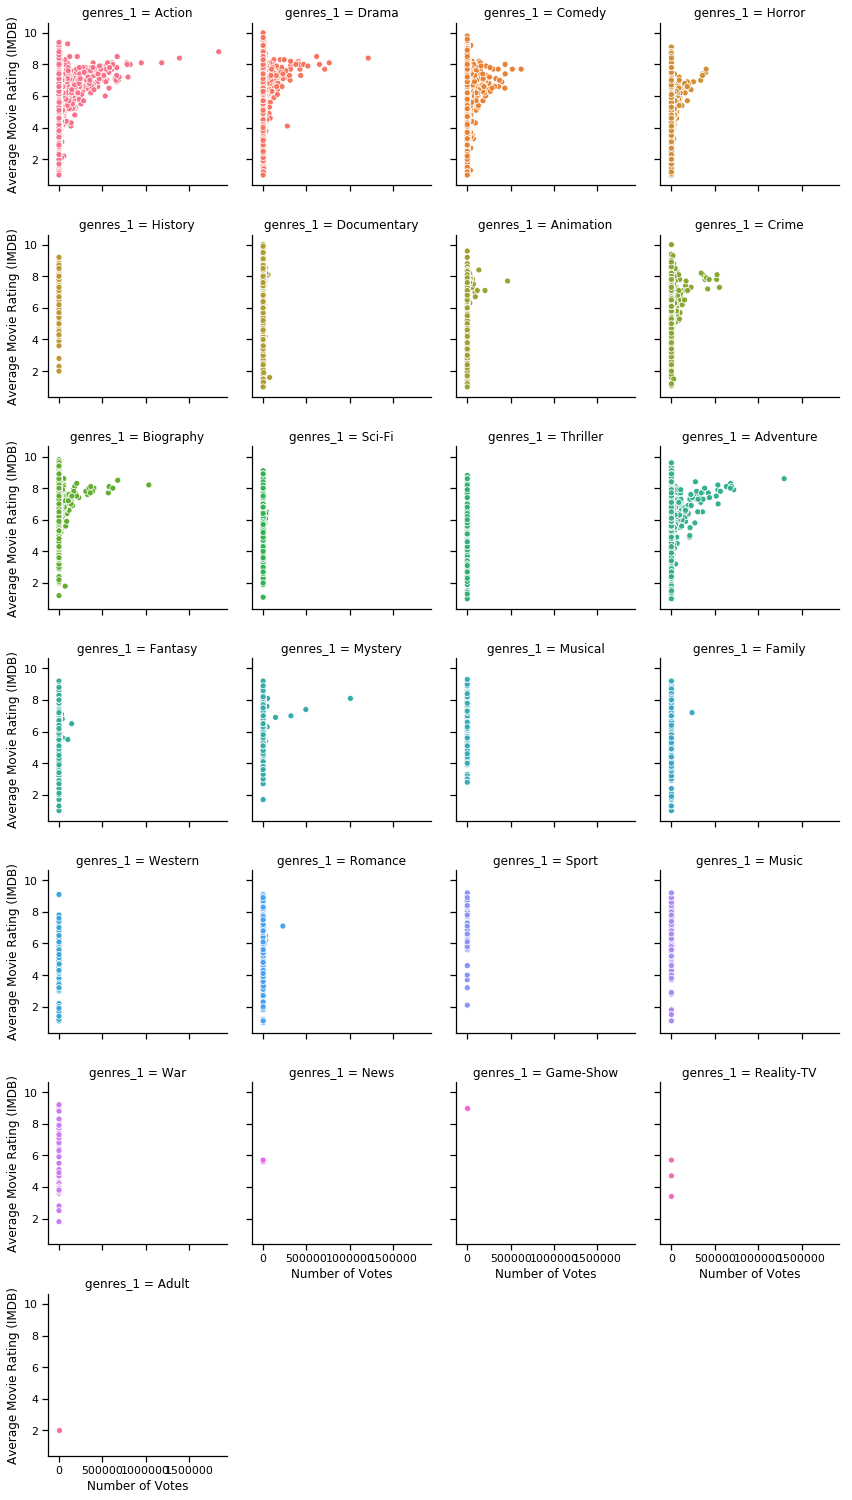 genres_1 = Action
genres_1 = Drama
genres_1 = Comedy
genres_1 = Horror
Average Movie Rating (IMDB)
10
8
6
4
2
genres_1 = History
genres_1 = Documentary
genres_1 = Animation
genres_1 = Crime
Average Movie Rating (IMDB)
10
8
6
4
2
genres_1 = Biography
genres_1 = Sci-Fi
genres_1 = Thriller
genres_1 = Adventure
Average Movie Rating (IMDB)
10
8
6
4
2
genres_1 = Fantasy
genres_1 = Mystery
genres_1 = Musical
genres_1 = Family
Average Movie Rating (IMDB)
10
8
6
4
2
genres_1 = Western
genres_1 = Romance
genres_1 = Sport
genres_1 = Music
Average Movie Rating (IMDB)
10
8
6
4
2
genres_1 = War
genres_1 = News
genres_1 = Game-Show
genres_1 = Reality-TV
Average Movie Rating (IMDB)
10
8
6
4
2
0 500000 1000000 1500000
Number of Votes
0 500000 1000000 1500000
Number of Votes
0 500000 1000000 1500000
Number of Votes
genres_1 = Adult
Average Movie Rating (IMDB)
10
8
6
4
2
0 500000 1000000 1500000
Number of Votes